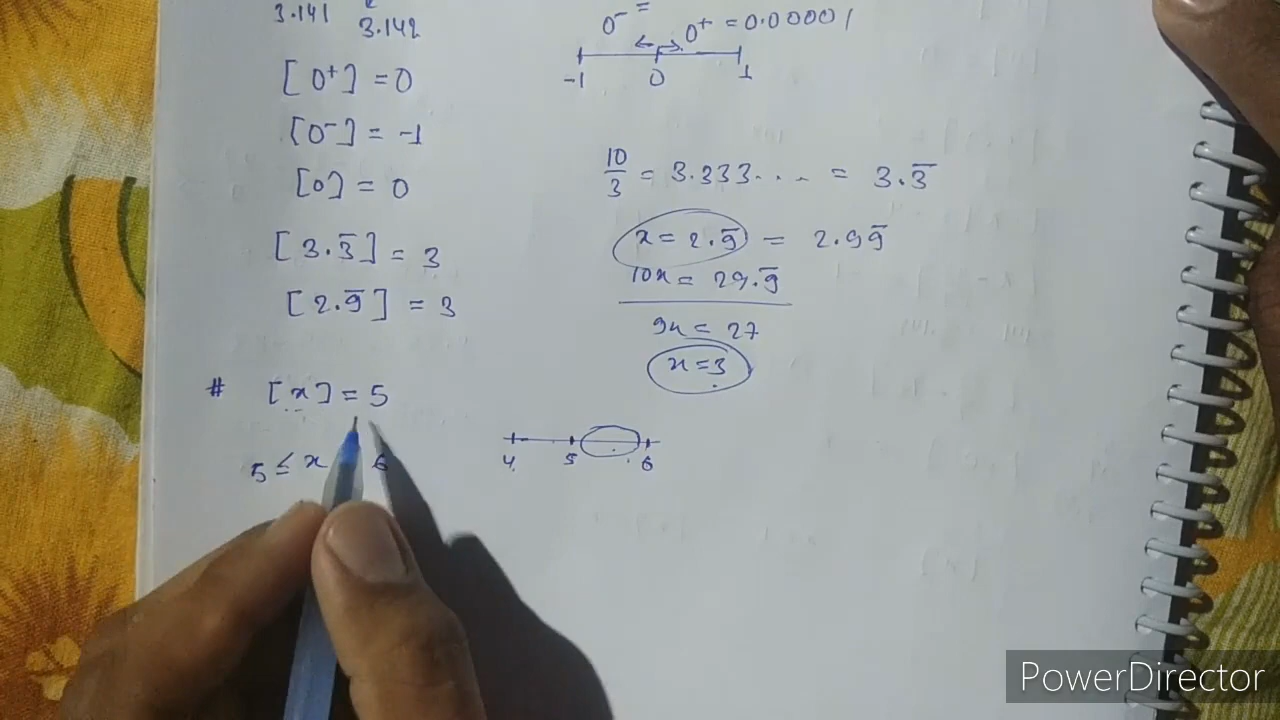 3.141 3.142
[0⁺] = 0
[0⁻] = -1
[0] = 0
[3.3̅] = 3
[2.9̅] = 3
# [x] = 5
5 ≤ x 6
0⁻ = 0⁺ = 0.00001
-1 0 1
10/3 = 3.333... = 3.3̅
x = 2.9̅ = 2.99̅
10x = 29.9̅
9x = 27
x = 3
4 5 6
PowerDirector